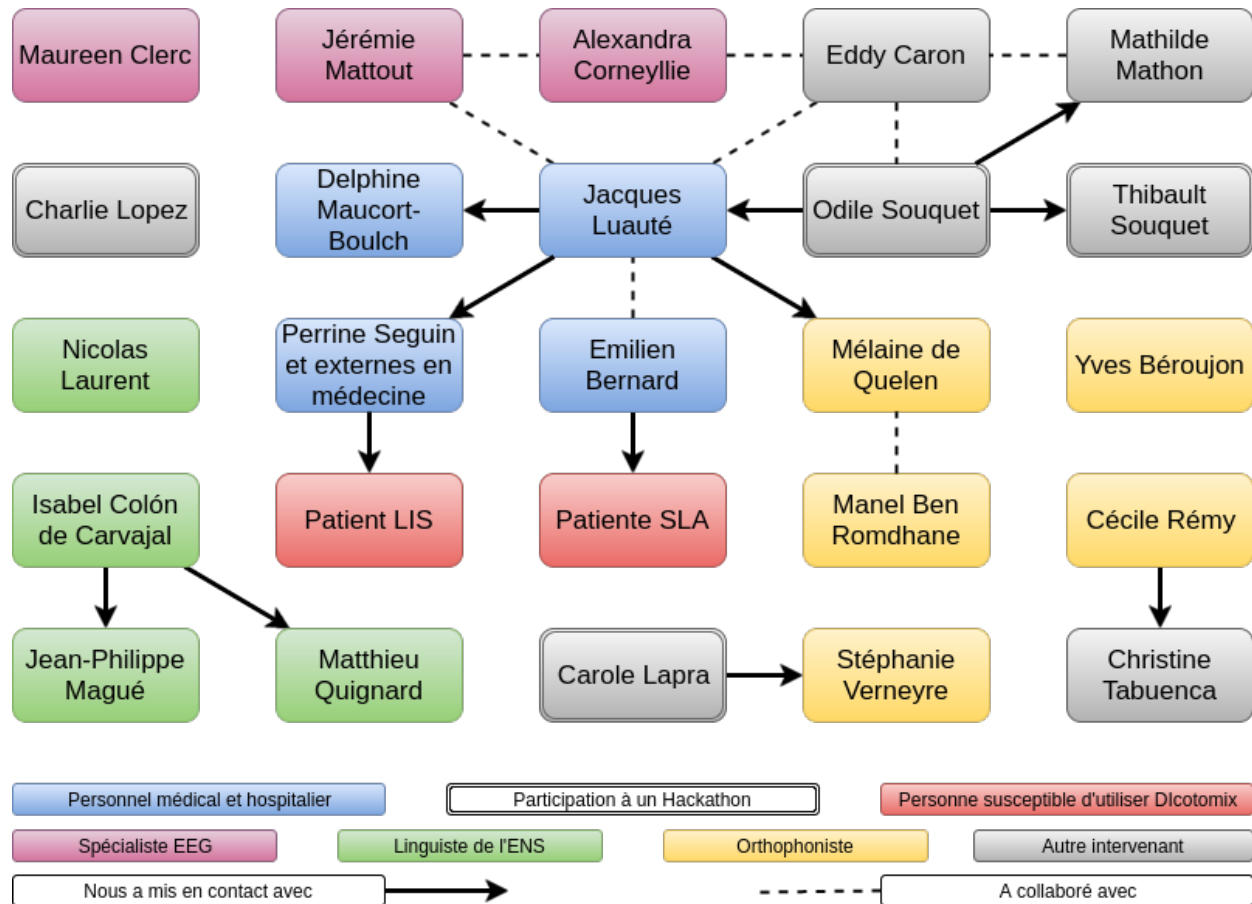 Maureen Clerc
Jérémie
Mattout
Alexandra
Corneyllie
Eddy Caron
Mathilde
Mathon
Charlie Lopez
Delphine
Maucort-
Boulch
Jacques
Luauté
Odile Souquet
Thibault
Souquet
Nicolas
Laurent
Perrine Seguin
et externes en
médecine
Emilien
Bernard
Mélaine de
Quelen
Yves Béroujon
Isabel Colón
de Carvajal
Patient LIS
Patiente SLA
Manel Ben
Romdhane
Cécile Rémy
Jean-Philippe
Magué
Matthieu
Quignard
Carole Lapra
Stéphanie
Verneyre
Christine
Tabuenca
Personnel médical et hospitalier
Participation à un Hackathon
Personne susceptible d'utiliser DIcotomix
Spécialiste EEG
Linguiste de l'ENS
Orthophoniste
Autre intervenant
Nous a mis en contact avec
A collaboré avec